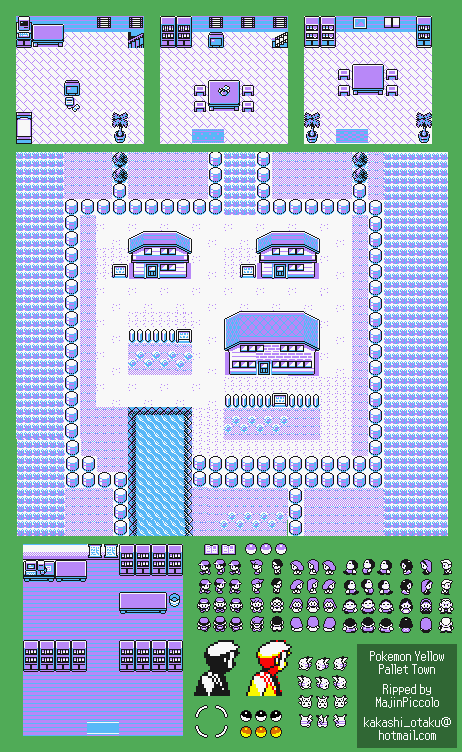 Pokemon Yellow
Pallet Town
Ripped by
MajinPiccolo
kakashi_otaku@
hotmail.com